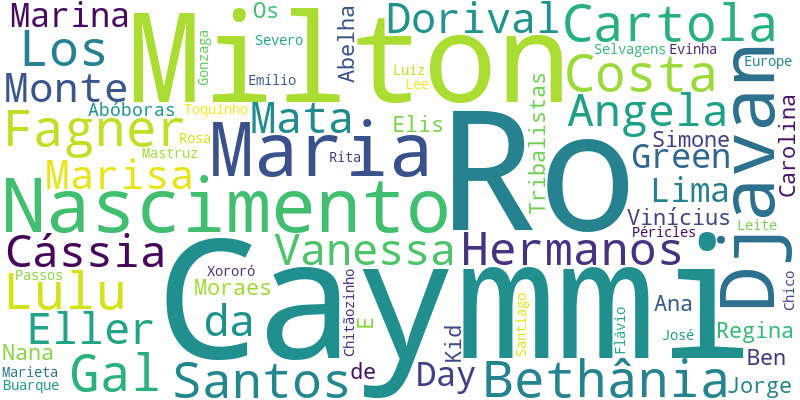 Marina
Milton
Os
Dorival
Cartola
Los
Gonzaga
Severo
Abelha
Selvagens
Evinha
Monte
Emílio
Luiz
Lee
Costa
Europe
Abóboras
Toquinho
Mata
Elis
Tribalistas
Angela
Djavan
Carolina
Fagner
Rosa
Maria
Ro
Simone
Mastruz
Rita
Green
Marisa
Lima
Nascimento
Vinícius
Péricles
Leite
Cássia
Vanessa
Hermanos
Passos
Xororó
Caymmi
Lulu
Moraes
Chitãozinho
Santiago
Ana
Chico
Eller
da
E
Kid
Flávio
José
Regina
Nana
Ben
Marieta
Gal
Santos
de
Day
Bethânia
Jorge
Buarque